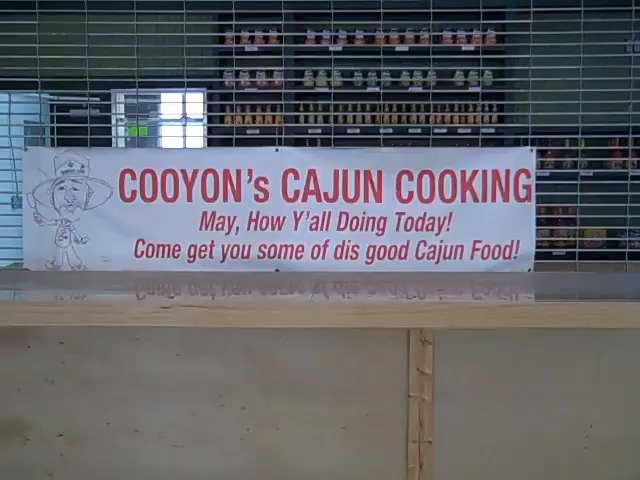 COOYON's CAJUN COOKING
May, How Y'all Doing Today!
Come get you some of dis good Cajun Food!